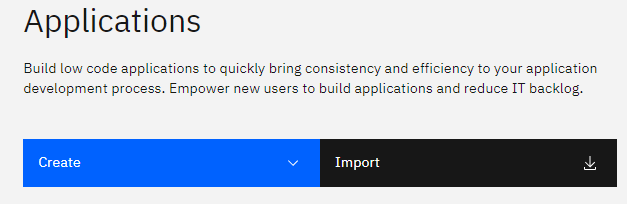 Applications
Build low code applications to quickly bring consistency and efficiency to your application
development process. Empower new users to build applications and reduce IT backlog.
Create
Import